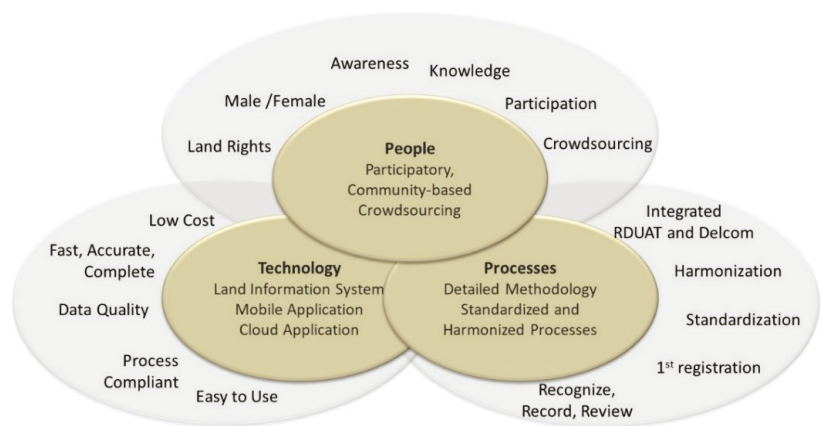 Awareness
Knowledge
Male /Female
Participation
Land Rights
Crowdsourcing
People
Participatory,
Community-based
Crowdsourcing
Low Cost
Fast, Accurate,
Complete
Data Quality
Process
Compliant
Easy to Use
Technology
Land Information System
Mobile Application
Cloud Application
Processes
Detailed Methodology
Standardized and
Harmonized Processes
Integrated
RDUAT and Delcom
Harmonization
Standardization
1st registration
Recognize,
Record, Review